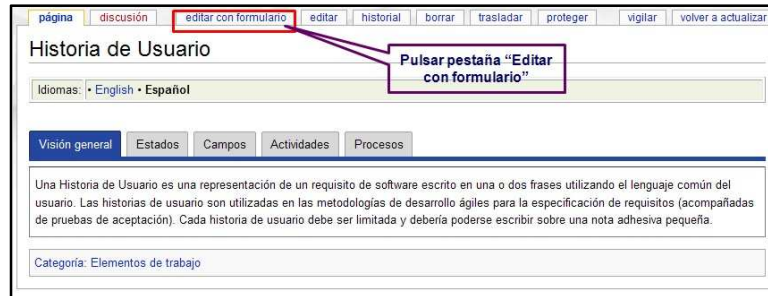 página discusión editar con formulario editar historial borrar trasladar proteger vigilar volver a actualizar
Historia de Usuario
Pulsar pestaña “Editar
con formulario”
Idiomas: • English • Español
Visión general Estados Campos Actividades Procesos
Una Historia de Usuario es una representación de un requisito de software escrito en una o dos frases utilizando el lenguaje común del
usuario. Las historias de usuario son utilizadas en las metodologías de desarrollo ágiles para la especificación de requisitos (acompañadas
de pruebas de aceptación). Cada historia de usuario debe ser limitada y debería poderse escribir sobre una nota adhesiva pequeña.
Categoría: Elementos de trabajo